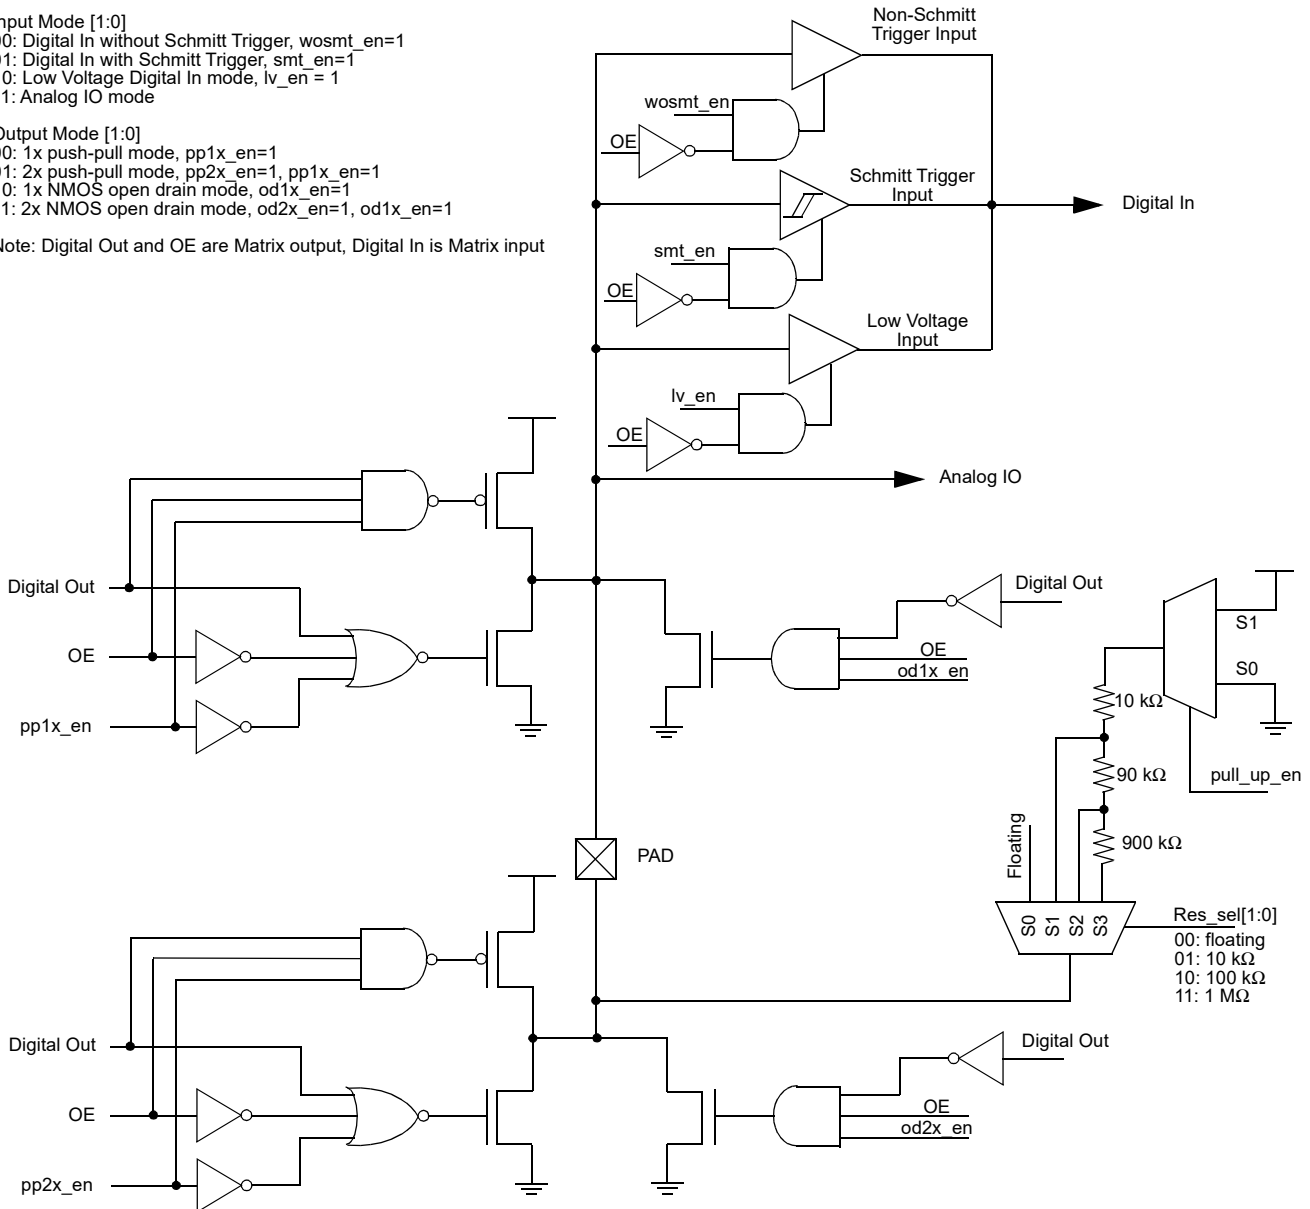 nput Mode [1:0]
00: Digital In without Schmitt Trigger, wosmt_en=1
01: Digital In with Schmitt Trigger, smt_en=1
10: Low Voltage Digital In mode, lv_en = 1
11: Analog IO mode
Output Mode [1:0]
00: 1x push-pull mode, pp1x_en=1
01: 2x push-pull mode, pp2x_en=1, pp1x_en=1
10: 1x NMOS open drain mode, od1x_en=1
11: 2x NMOS open drain mode, od2x_en=1, od1x_en=1
Note: Digital Out and OE are Matrix output, Digital In is Matrix input
Non-Schmitt
Trigger Input
wosmt_en
OE
Schmitt Trigger
Input
Digital In
smt_en
OE
Low Voltage
Input
lv_en
OE
Analog IO
Digital Out
OE
pp1x_en
Digital Out
OE
od1x_en
S1
S0
10 kΩ
90 kΩ
pull_up_en
900 kΩ
Floating
PAD
S0
S1
S2
S3
Res_sel[1:0]
00: floating
01: 10 kΩ
10: 100 kΩ
11: 1 MΩ
Digital Out
OE
pp2x_en
Digital Out
OE
od2x_en